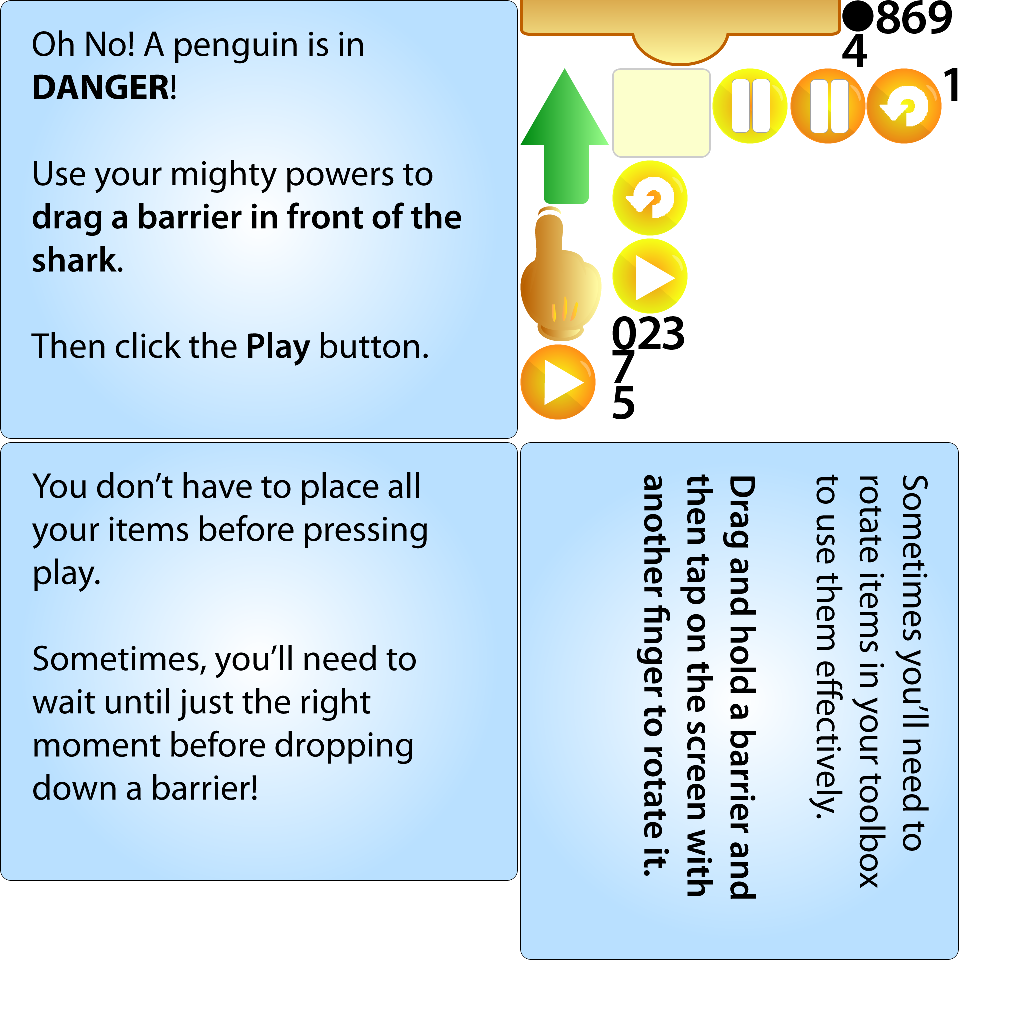 Oh No! A penguin is in
DANGER!
Use your mighty powers to
drag a barrier in front of the
shark.
Then click the Play button.
869
4
1
023
7
5
You don’t have to place all
your items before pressing
play.
Sometimes, you’ll need to
wait until just the right
moment before dropping
down a barrier!
Sometimes you’ll need to
rotate items in your toolbox
to use them effectively.
Drag and hold a barrier and
then tap on the screen with
another finger to rotate it.